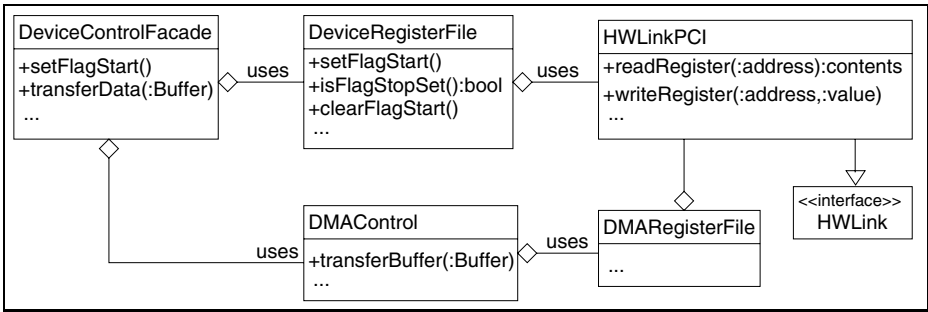 DeviceControlFacade
+setFlagStart()
+transferData(:Buffer)
...
uses
DeviceRegisterFile
+setFlagStart()
+isFlagStopSet():bool
+clearFlagStart()
...
uses
HWLinkPCI
+readRegister(:address):contents
+writeRegister(:address,:value)
...
<<interface>>
HWLink
uses
DMAControl
+transferBuffer(:Buffer)
...
uses
DMARegisterFile
...